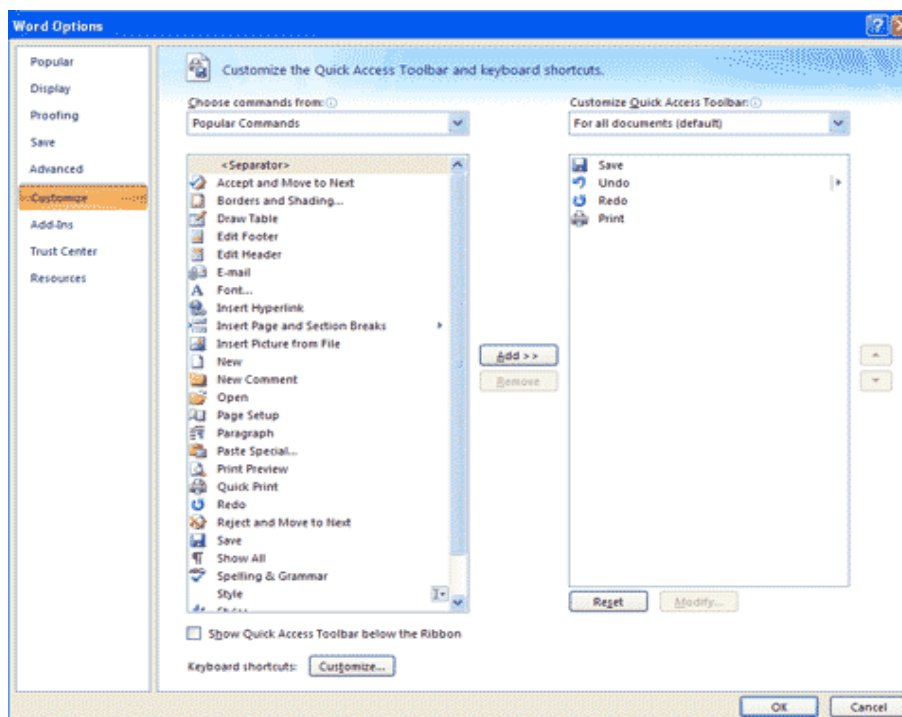 Word Options
Popular
Display
Proofing
Save
Advanced
Customize
Add-Ins
Trust Center
Resources
Customize the Quick Access Toolbar and keyboard shortcuts.
Choose commands from:
Popular Commands
<Separator>
Accept and Move to Next
Borders and Shading...
Draw Table
Edit Footer
Edit Header
E-mail
Font...
Insert Hyperlink
Insert Page and Section Breaks
Insert Picture from File
New
New Comment
Open
Page Setup
Paragraph
Paste Special...
Print Preview
Quick Print
Redo
Reject and Move to Next
Save
Show All
Spelling & Grammar
Style
Show Quick Access Toolbar below the Ribbon
Keyboard shortcuts: Customize...
Add >>
Remove
Customize Quick Access Toolbar:
For all documents (default)
Save
Undo
Redo
Print
Reset Modify...
OK Cancel